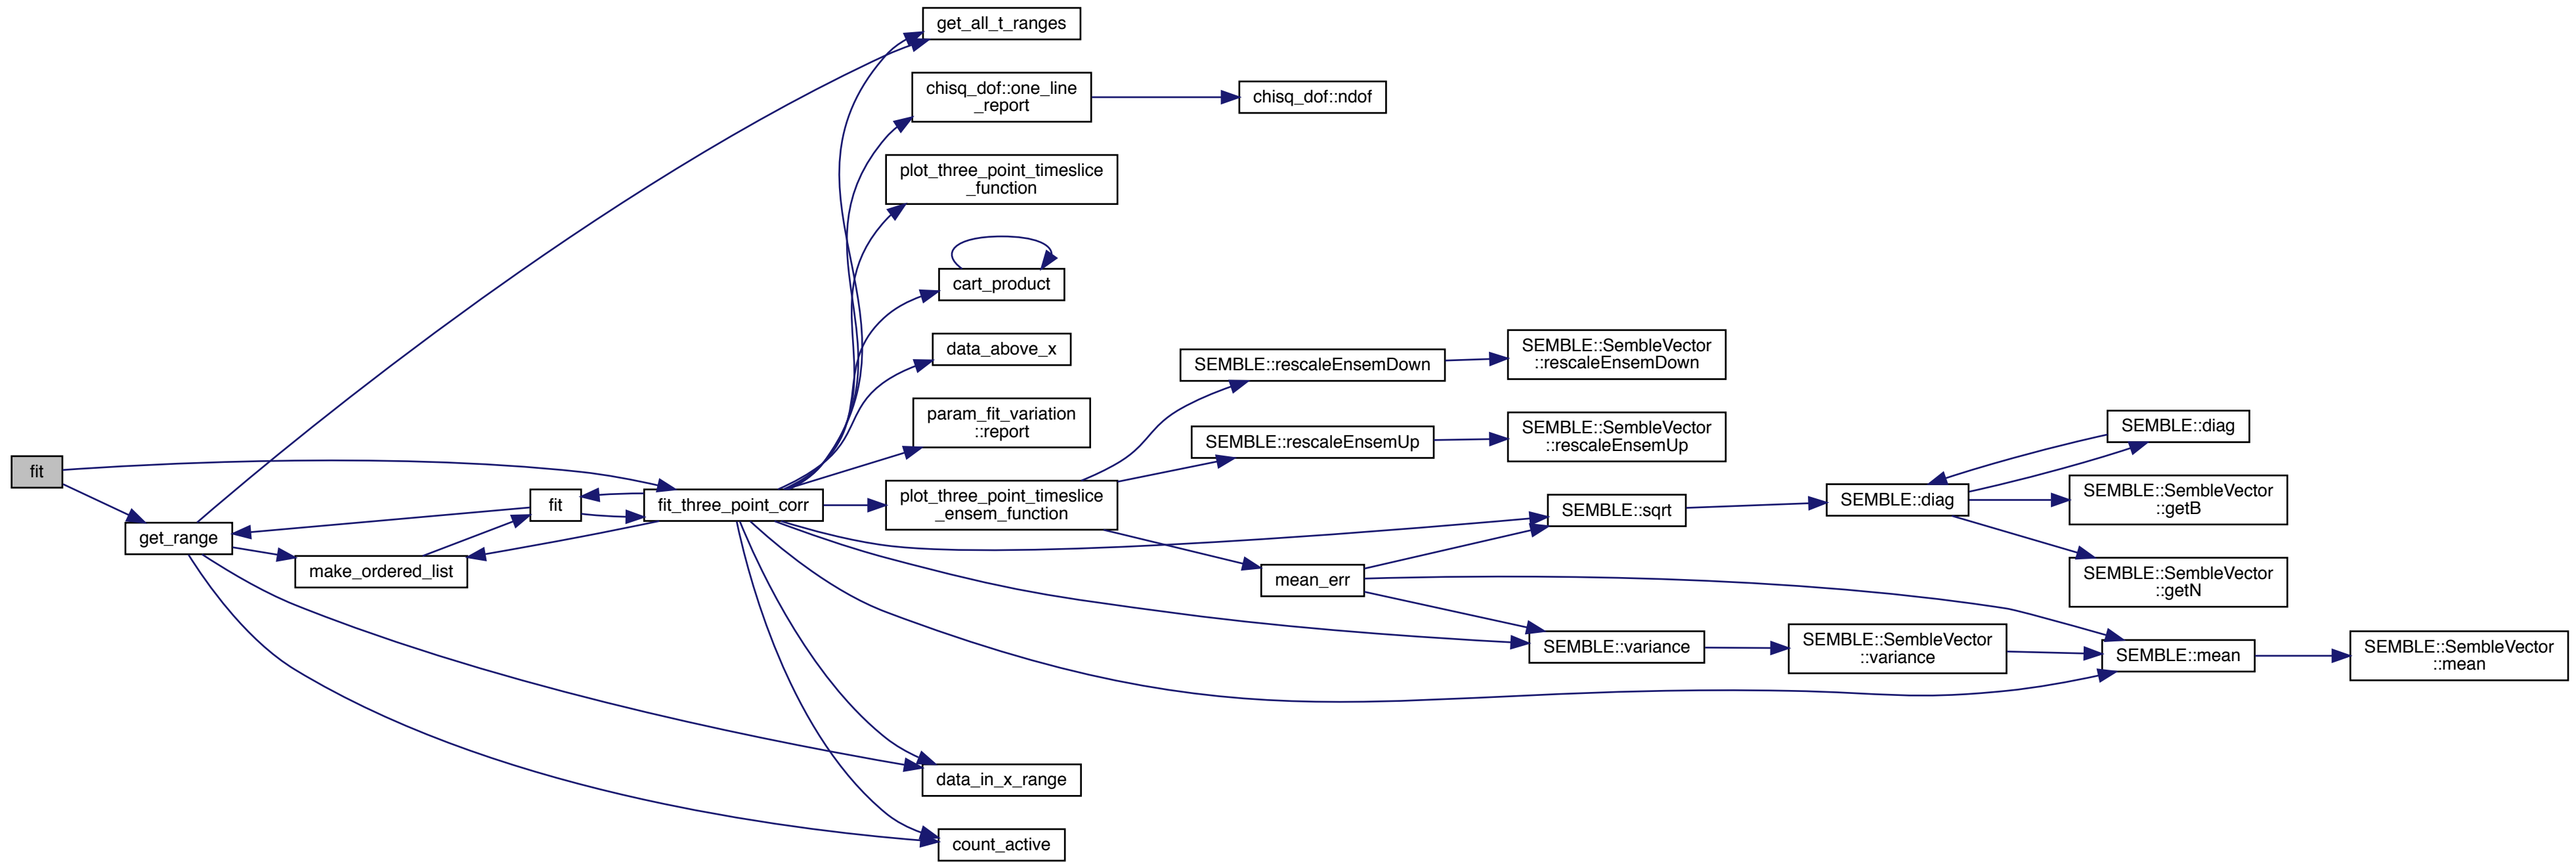 get_all_t_ranges
chisq_dof::one_line
_report
chisq_dof::ndof
plot_three_point_timeslice
_function
cart_product
data_above_x
SEMBLE::rescaleEnsemDown
SEMBLE::SembleVector
::rescaleEnsemDown
param_fit_variation
::report
SEMBLE::rescaleEnsemUp
SEMBLE::SembleVector
::rescaleEnsemUp
SEMBLE::diag
fit
get_range
make_ordered_list
fit
fit_three_point_corr
plot_three_point_timeslice
_ensem_function
SEMBLE::sqrt
SEMBLE::diag
SEMBLE::SembleVector
::getB
mean_err
SEMBLE::SembleVector
::getN
SEMBLE::variance
SEMBLE::SembleVector
::variance
SEMBLE::mean
SEMBLE::SembleVector
::mean
data_in_x_range
count_active